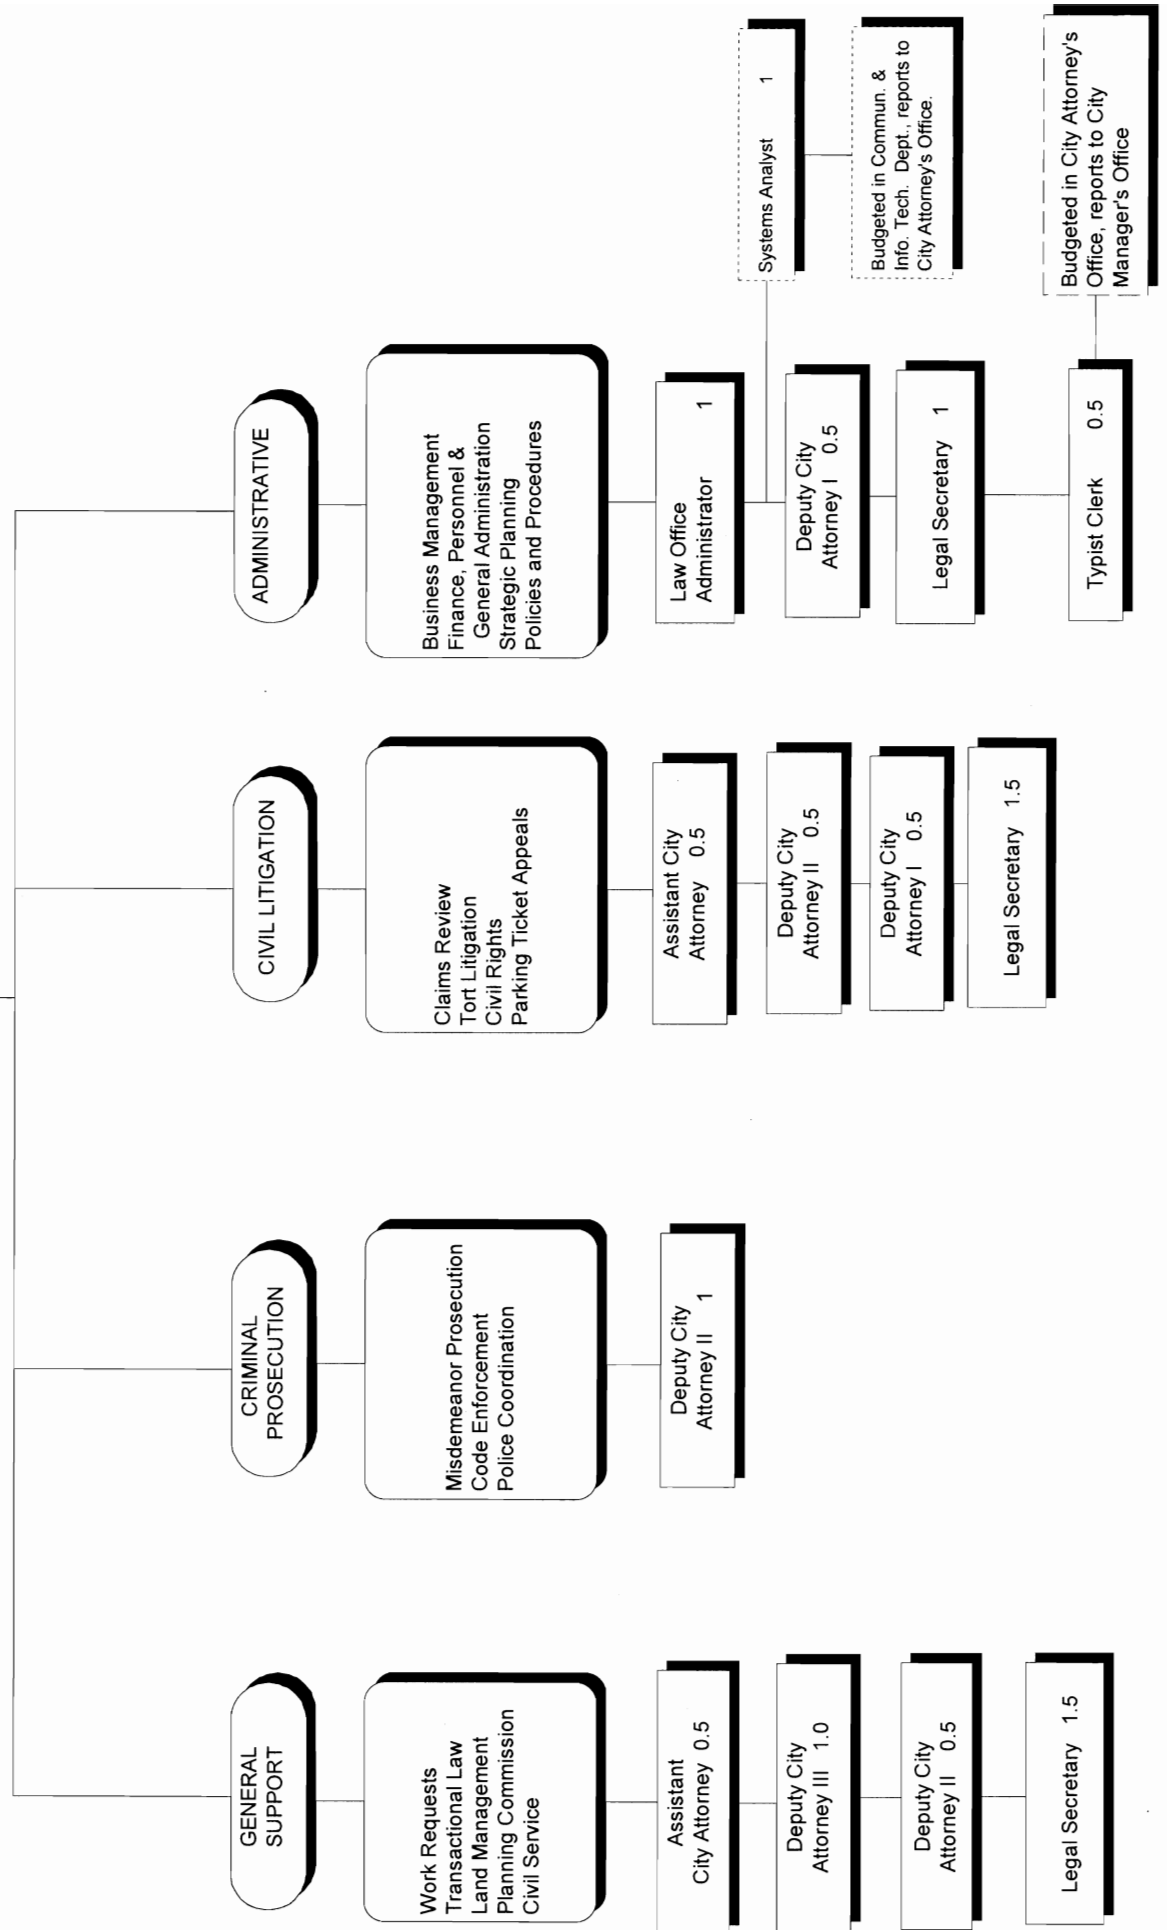 GENERAL
SUPPORT
Work Requests
Transactional Law
Land Management
Planning Commission
Civil Service
Assistant
City Attorney 0.5
Deputy City
Attorney III 1.0
Deputy City
Attorney II 0.5
Legal Secretary 1.5
CRIMINAL
PROSECUTION
Misdemeanor Prosecution
Code Enforcement
Police Coordination
Deputy City
Attorney II 1
CIVIL LITIGATION
Claims Review
Tort Litigation
Civil Rights
Parking Ticket Appeals
Assistant City
Attorney 0.5
Deputy City
Attorney II 0.5
Deputy City
Attorney I 0.5
Legal Secretary 1.5
ADMINISTRATIVE
Business Management
Finance, Personnel &
General Administration
Strategic Planning
Policies and Procedures
Law Office
Administrator 1
Deputy City
Attorney I 0.5
Legal Secretary 1
Typist Clerk 0.5
Systems Analyst 1
Budgeted in Commun. &
Info. Tech. Dept., reports to
City Attorney's Office.
Budgeted in City Attorney's
Office, reports to City
Manager's Office